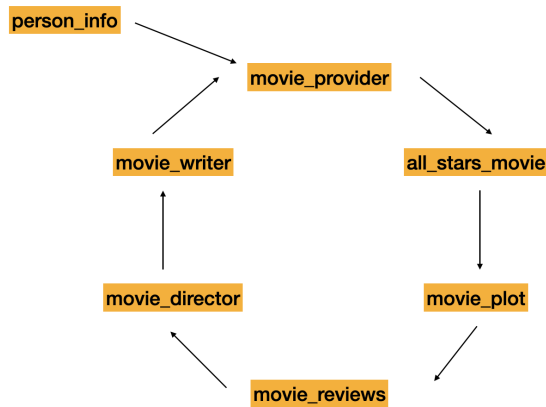 person_info
movie_provider
movie_writer
all_stars_movie
movie_director
movie_plot
movie_reviews